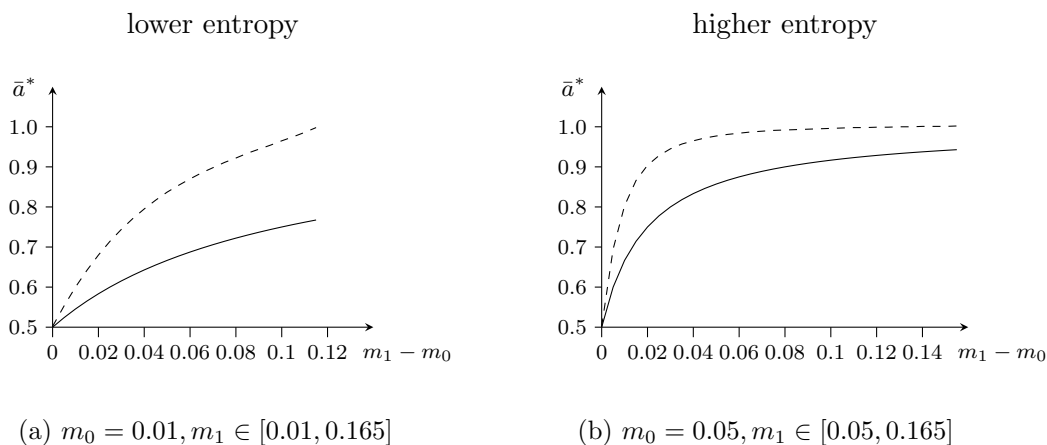 lower entropy
higher entropy
ā*
1.0
0.9
0.8
0.7
0.6
0.5
0 0.02 0.04 0.06 0.08 0.1 0.12 m₁ − m₀
ā*
1.0
0.9
0.8
0.7
0.6
0.5
0 0.02 0.04 0.06 0.08 0.1 0.12 0.14 m₁ − m₀
(a) m₀ = 0.01, m₁ ∈ [0.01, 0.165]
(b) m₀ = 0.05, m₁ ∈ [0.05, 0.165]